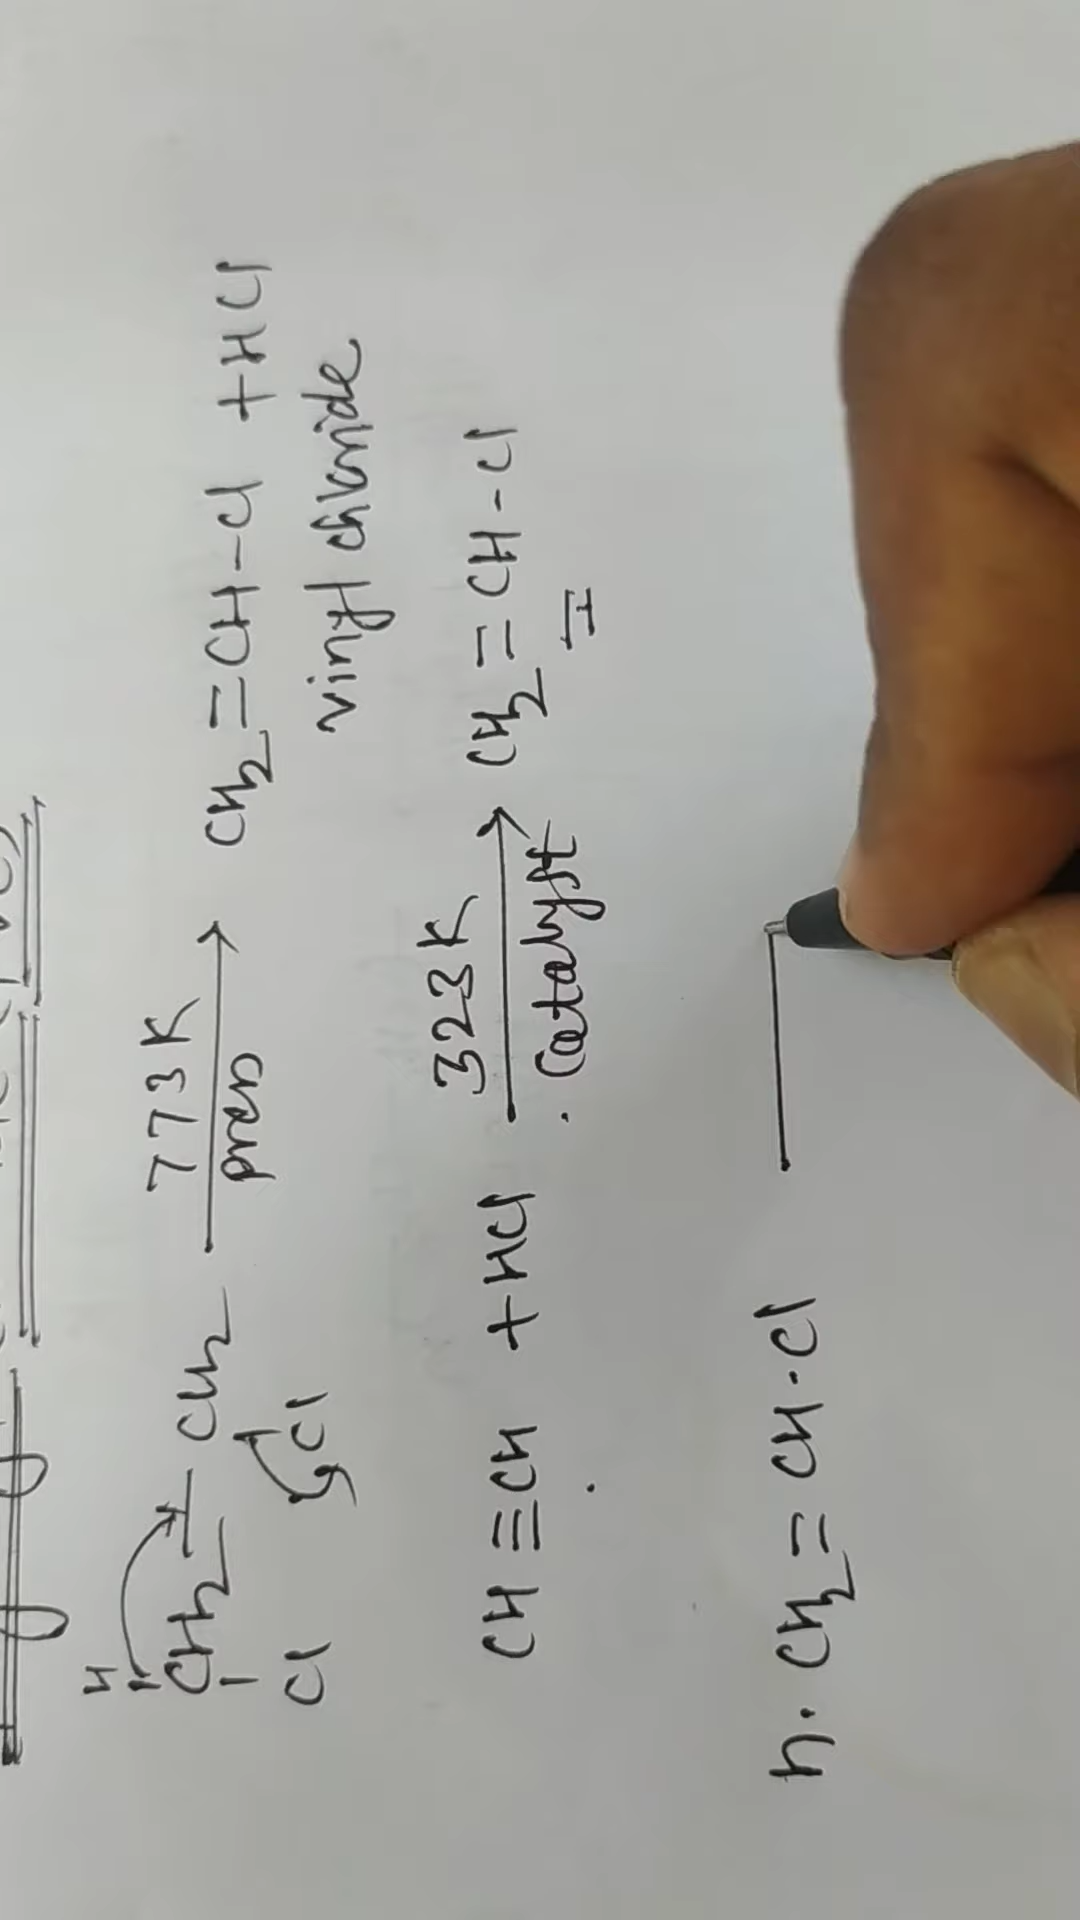 H
CH2 — CH2 773 K CH2 = CH-Cl + HCl
press
Cl Cl vinyl chloride
CH ≡ CH + HCl 323 K CH2 = CH - Cl
. Catalyst
n. CH2 = CH. Cl